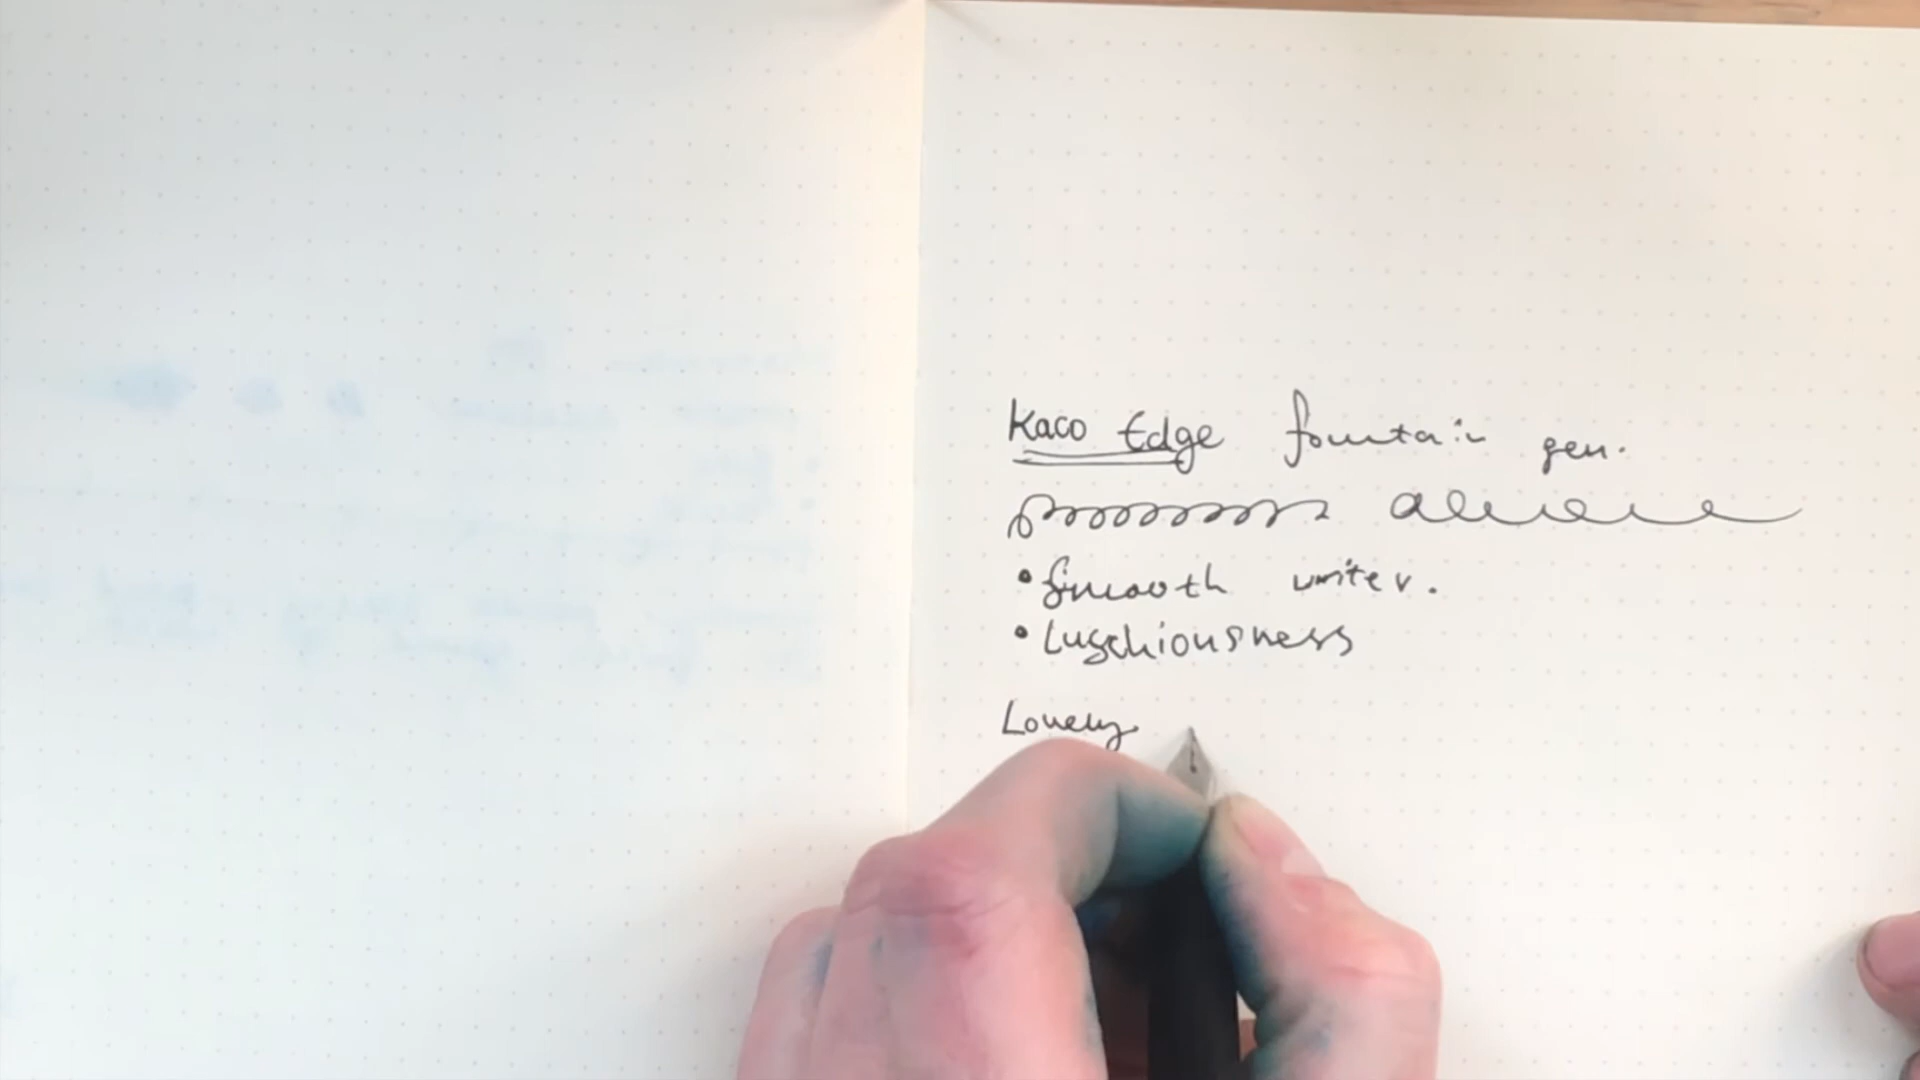 Kaco Edge fountain pen.
• Smooth writer.
• Luschiousness
Lovely